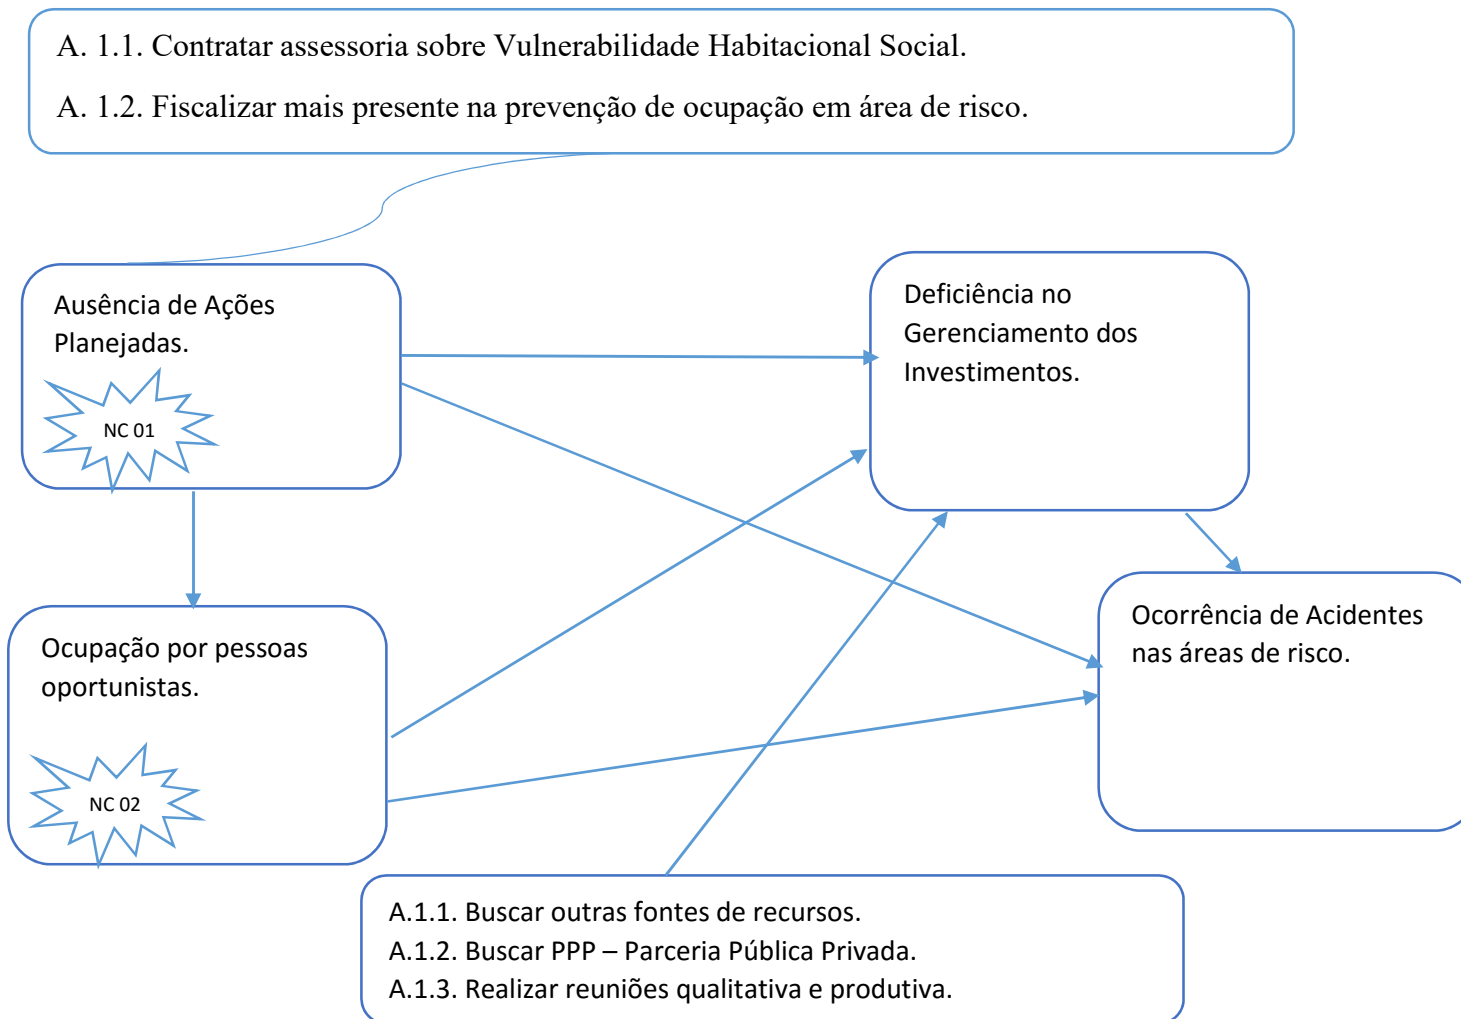 A. 1.1. Contratar assessoria sobre Vulnerabilidade Habitacional Social.
A. 1.2. Fiscalizar mais presente na prevenção de ocupação em área de risco.
Ausência de Ações
Planejadas.
NC 01
Deficiência no
Gerenciamento dos
Investimentos.
Ocupação por pessoas
oportunistas.
NC 02
Ocorrência de Acidentes
nas áreas de risco.
A.1.1. Buscar outras fontes de recursos.
A.1.2. Buscar PPP – Parceria Pública Privada.
A.1.3. Realizar reuniões qualitativa e produtiva.